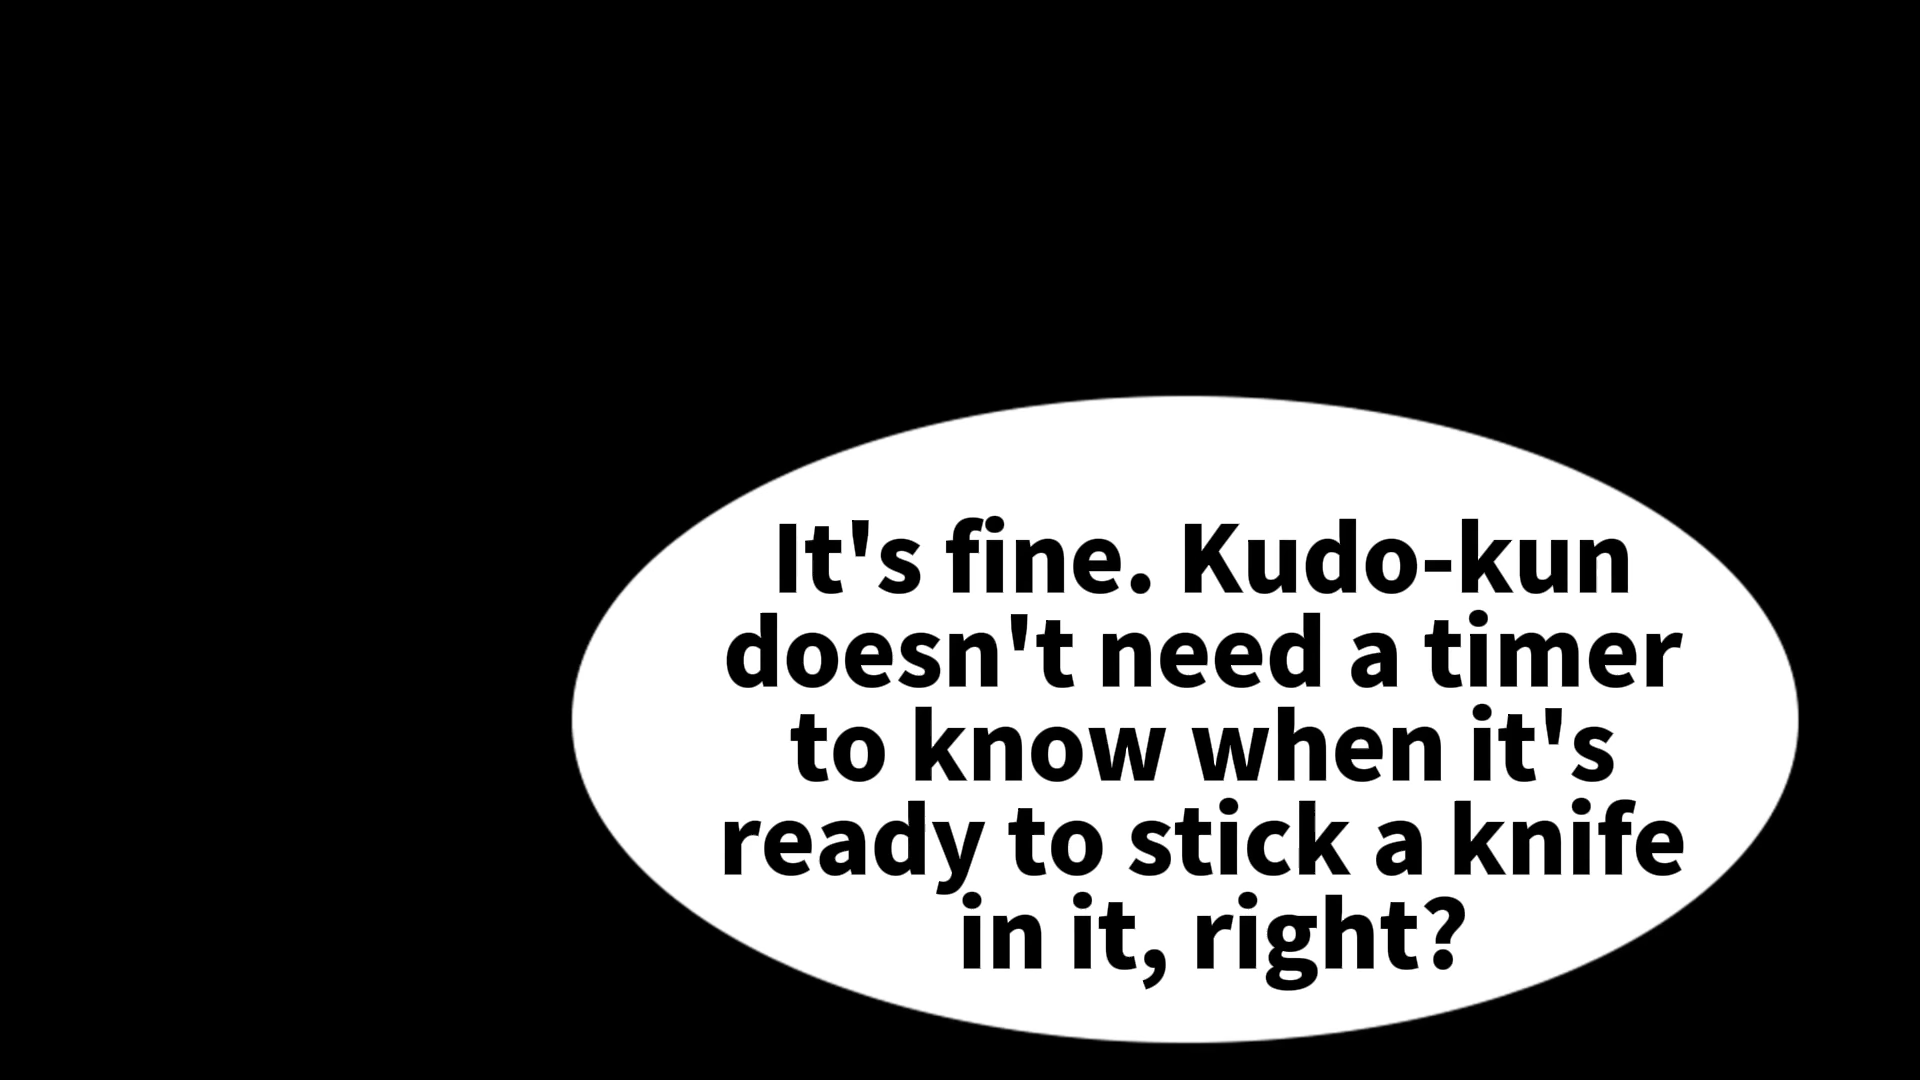 It's fine. Kudo-kun
doesn't need a timer
to know when it's
ready to stick a knife
in it, right?